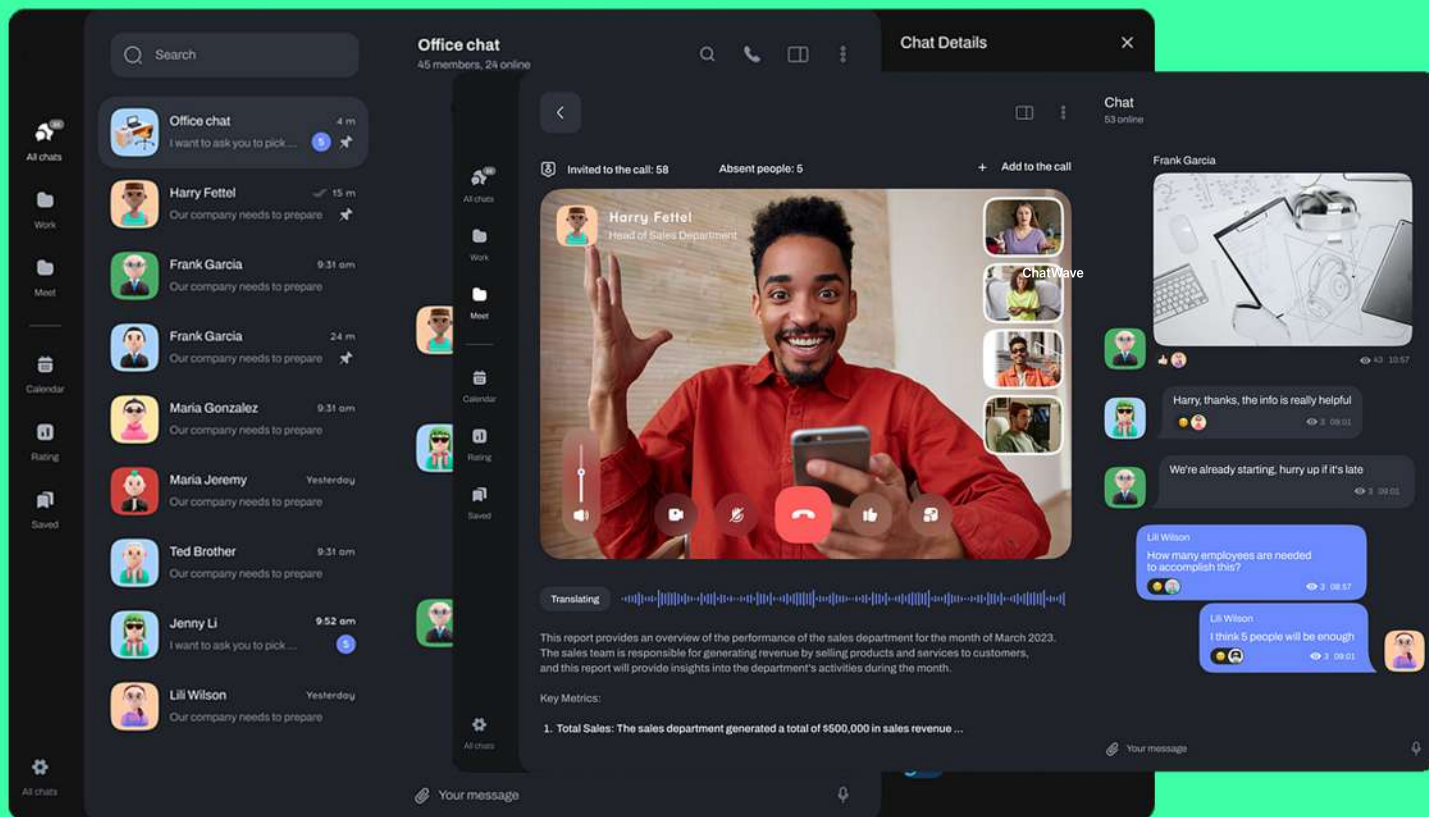 Search
Office chat
45 members, 24 online
Chat Details
All chats
Work
Meet
Calendar
Rating
Saved
All chats
Office chat
4 m
I want to ask you to pick ...
5
Harry Fettel
15 m
Our company needs to prepare
Frank Garcia
9:31 am
Our company needs to prepare
Frank Garcia
24 m
Our company needs to prepare
Maria Gonzalez
9:31 am
Our company needs to prepare
Maria Jeremy
Yesterday
Our company needs to prepare
Ted Brother
9:31 am
Our company needs to prepare
Jenny Li
9:52 am
I want to ask you to pick ...
5
Lili Wilson
Yesterday
Our company needs to prepare
Your message
All chats
Work
Meet
Calendar
Rating
Saved
All chats
Invited to the call: 58
Absent people: 5
+ Add to the call
Harry Fettel
Head of Sales Department
ChatWave
Translating
This report provides an overview of the performance of the sales department for the month of March 2023.
The sales team is responsible for generating revenue by selling products and services to customers,
and this report will provide insights into the department's activities during the month.
Key Metrics:
1. Total Sales: The sales department generated a total of $500,000 in sales revenue ...
Chat
53 online
Frank Garcia
43 10:57
Harry, thanks, the info is really helpful
3 09:01
We're already starting, hurry up if it's late
3 09:01
Lili Wilson
How many employees are needed
to accomplish this?
3 08:57
Lili Wilson
I think 5 people will be enough
3 09:01
Your message